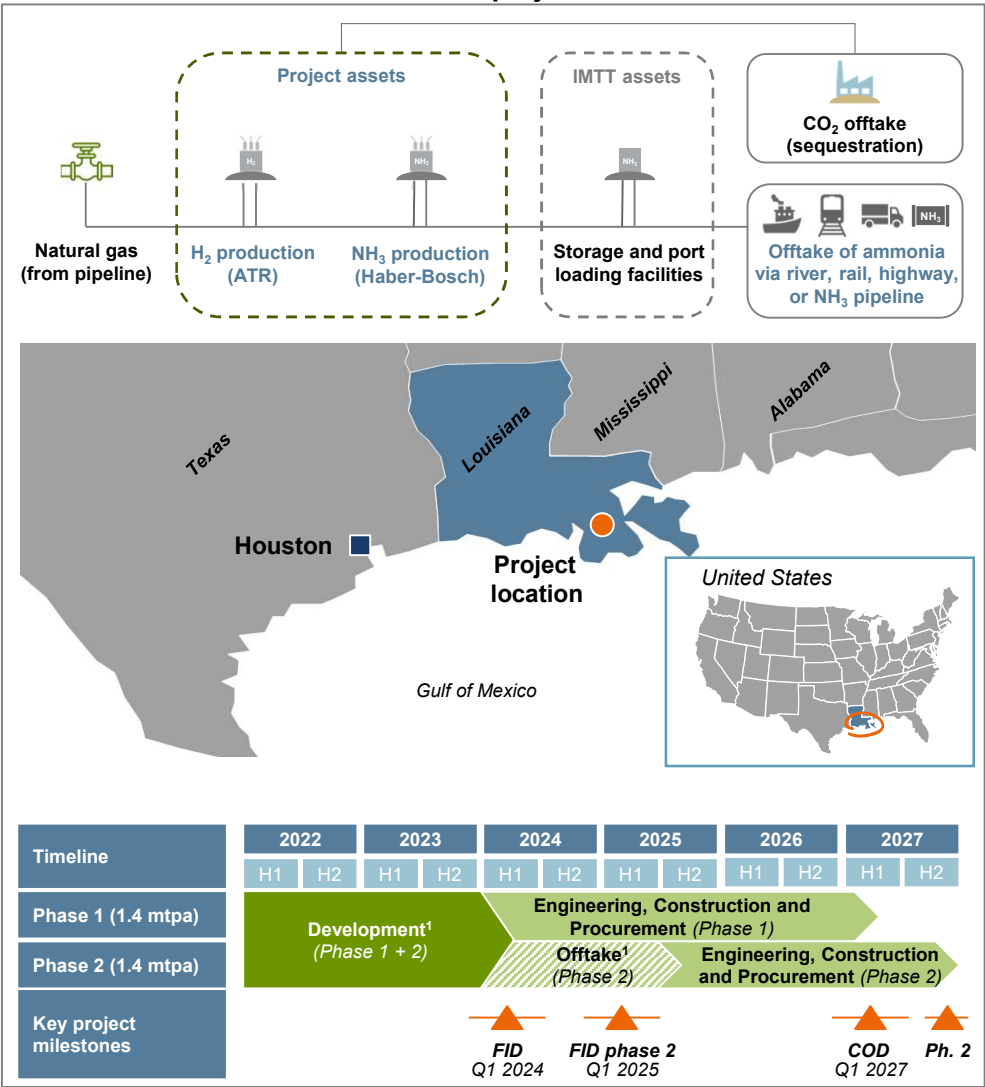 Project assets
IMTT assets
CO₂ offtake
(sequestration)
H₂
NH₃
NH₃
NH₃
Natural gas
(from pipeline)
H₂ production
(ATR)
NH₃ production
(Haber-Bosch)
Storage and port
loading facilities
Offtake of ammonia
via river, rail, highway,
or NH₃ pipeline
Texas
Louisiana
Mississippi
Alabama
Houston
Project
location
Gulf of Mexico
United States
Timeline
2022 2023 2024 2025 2026 2027
H1 H2 H1 H2 H1 H2 H1 H2 H1 H2 H1 H2
Phase 1 (1.4 mtpa)
Phase 2 (1.4 mtpa)
Development¹
(Phase 1 + 2)
Engineering, Construction and
Procurement (Phase 1)
Offtake¹
(Phase 2)
Engineering, Construction
and Procurement (Phase 2)
Key project
milestones
FID
Q1 2024
FID phase 2
Q1 2025
COD
Q1 2027
Ph. 2